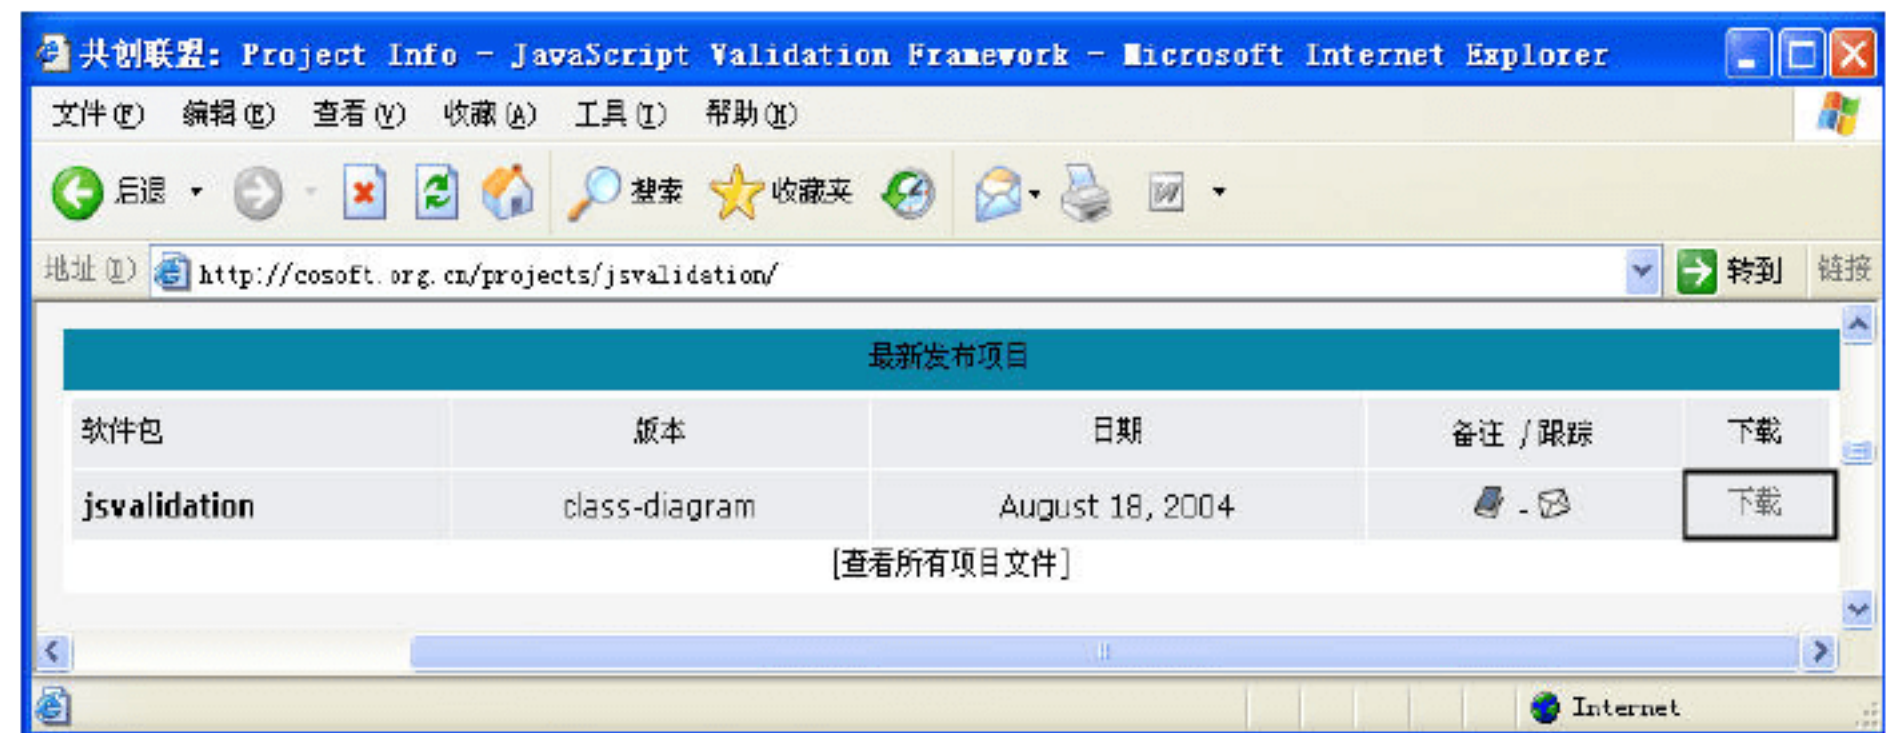 共创联盟: Project Info - JavaScript Validation Framework - Microsoft Internet Explorer
文件(F) 编辑(E) 查看(V) 收藏(A) 工具(T) 帮助(H)
后退 搜索 收藏夹
地址(D) http://cosoft.org.cn/projects/jsvalidation/ 转到 链接
最新发布项目
软件包 版本 日期 备注 / 跟踪 下载
jsvalidation class-diagram August 18, 2004 - 下载
[查看所有项目文件]
Internet